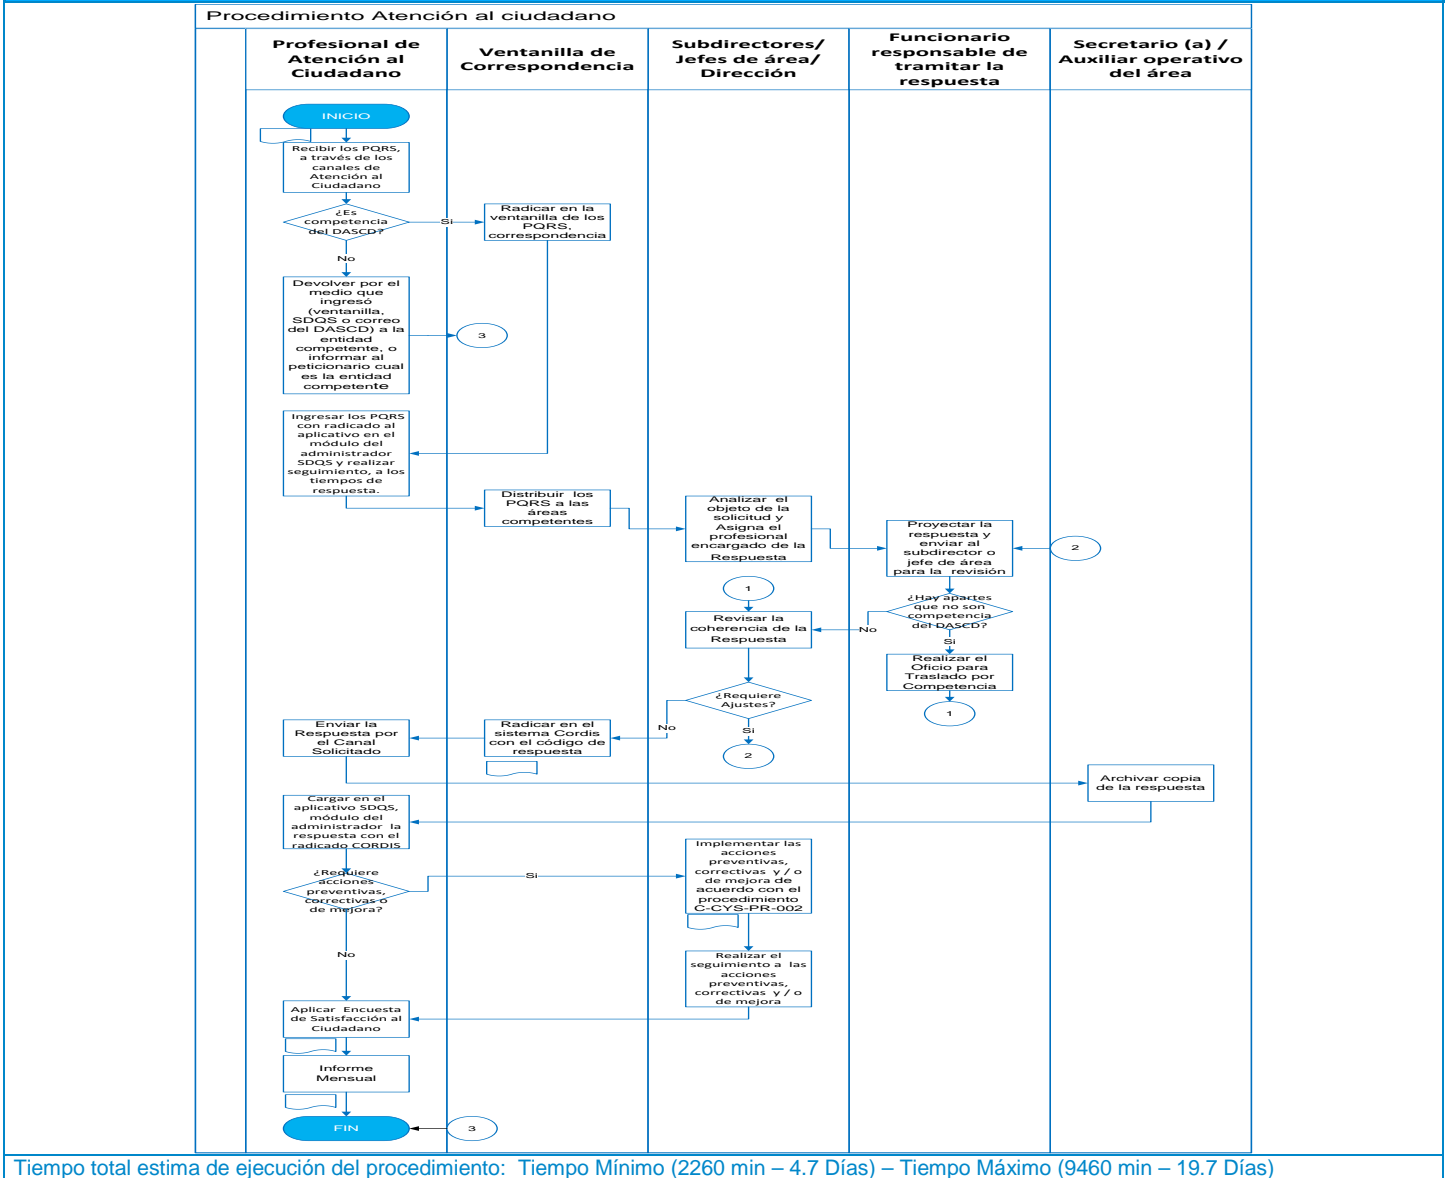 Procedimiento Atención al ciudadano
Profesional de
Atención al
Ciudadano
Ventanilla de
Correspondencia
Subdirectores/
Jefes de área/
Dirección
Funcionario
responsable de
tramitar la
respuesta
Secretario (a) /
Auxiliar operativo
del área
INICIO
Recibir los PQRS,
a través de los
canales de
Atención al
Ciudadano
¿Es
competencia
del DASCD?
Si
Radicar en la
ventanilla de los
PQRS,
correspondencia
No
Devolver por el
medio que
ingresó
(ventanilla,
SDQS o correo
del DASCD) a la
entidad
competente, o
informar al
peticionario cual
es la entidad
competente
3
Ingresar los PQRS
con radicado al
aplicativo en el
módulo del
administrador
SDQS y realizar
seguimiento, a los
tiempos de
respuesta.
Distribuir los
PQRS a las
áreas
competentes
Analizar el
objeto de la
solicitud y
Asigna el
profesional
encargado de la
Respuesta
Proyectar la
respuesta y
enviar al
subdirector o
jefe de área
para la revisión
2
¿Hay apartes
que no son
competencia
del DASCD?
No
Si
1
Revisar la
coherencia de la
Respuesta
Realizar el
Oficio para
Traslado por
Competencia
1
¿Requiere
Ajustes?
No
Si
2
Radicar en el
sistema Cordis
con el código de
respuesta
Enviar la
Respuesta por
el Canal
Solicitado
Archivar copia
de la respuesta
Cargar en el
aplicativo SDQS,
módulo del
administrador la
respuesta con el
radicado CORDIS
¿Requiere
acciones
preventivas,
correctivas o
de mejora?
Si
Implementar las
acciones
preventivas,
correctivas y / o
de mejora de
acuerdo con el
procedimiento
C-CYS-PR-002
No
Realizar el
seguimiento a las
acciones
preventivas,
correctivas y / o
de mejora
Aplicar Encuesta
de Satisfacción al
Ciudadano
Informe
Mensual
FIN
3
Tiempo total estima de ejecución del procedimiento: Tiempo Mínimo (2260 min – 4.7 Días) – Tiempo Máximo (9460 min – 19.7 Días)